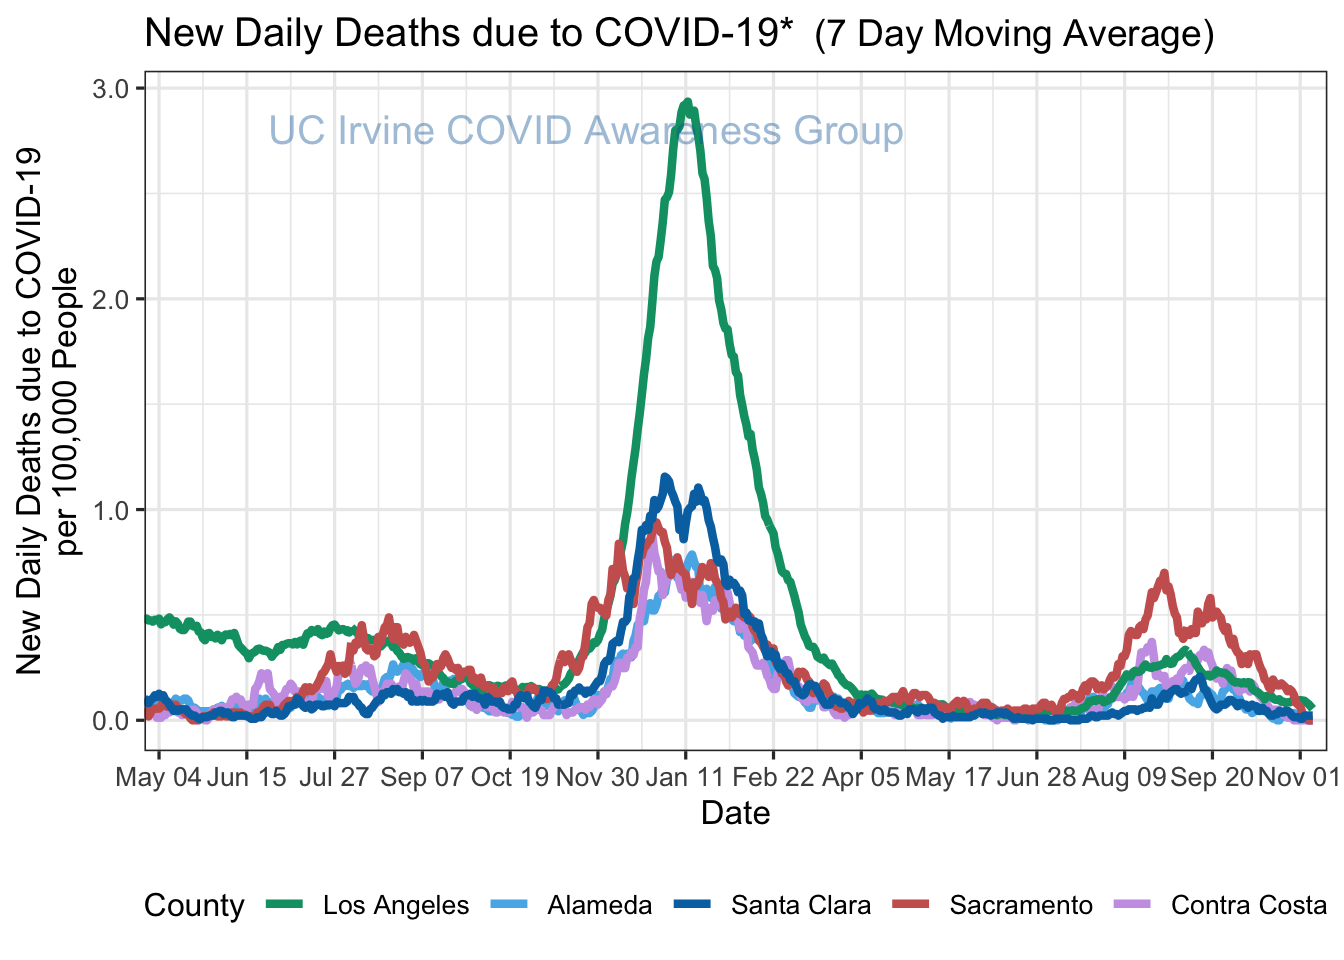 New Daily Deaths due to COVID-19* (7 Day Moving Average)
UC Irvine COVID Awareness Group
New Daily Deaths due to COVID-19
per 100,000 People
3.0
2.0
1.0
0.0
May 04 Jun 15 Jul 27 Sep 07 Oct 19 Nov 30 Jan 11 Feb 22 Apr 05 May 17 Jun 28 Aug 09 Sep 20 Nov 01
Date
County Los Angeles Alameda Santa Clara Sacramento Contra Costa